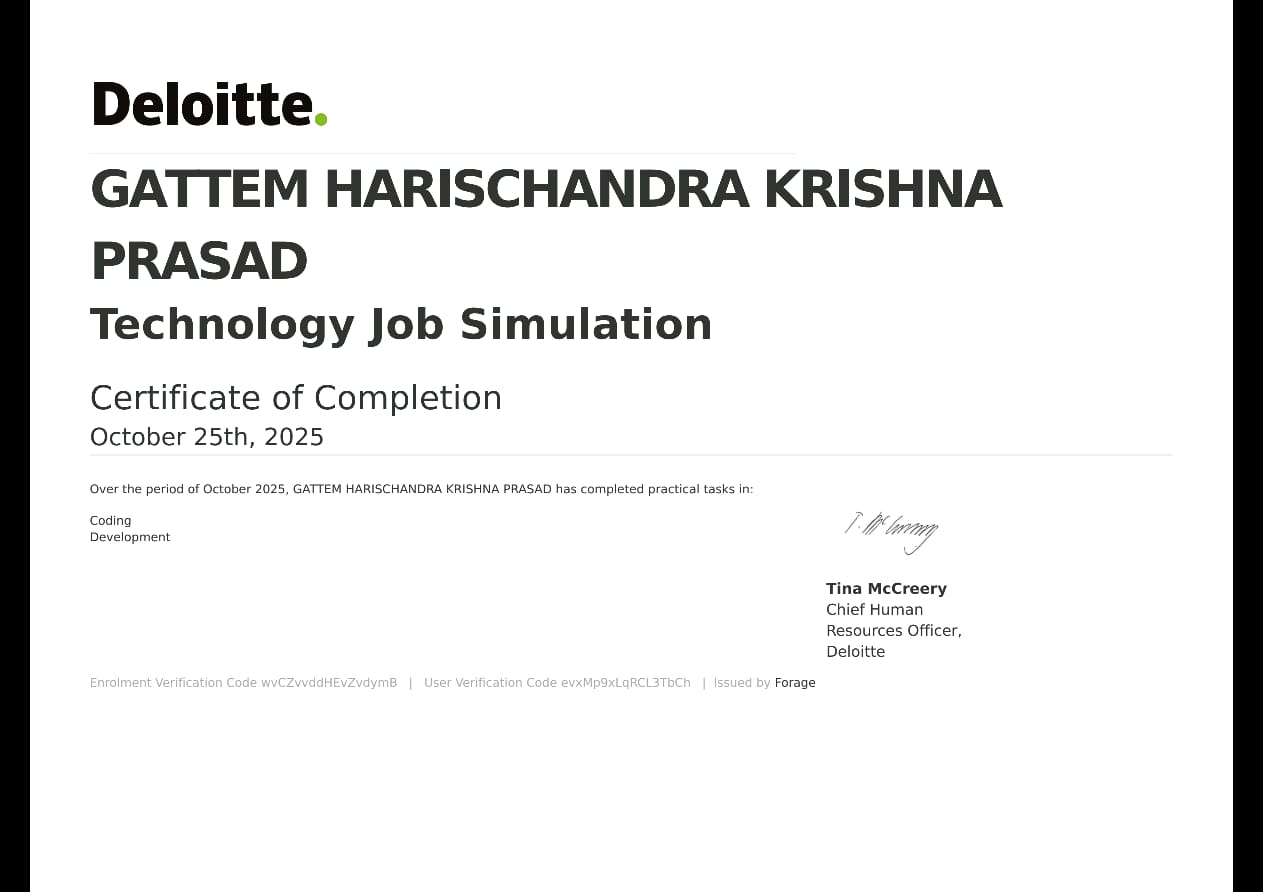 Deloitte.
GATTEM HARISCHANDRA KRISHNA
PRASAD
Technology Job Simulation
Certificate of Completion
October 25th, 2025
Over the period of October 2025, GATTEM HARISCHANDRA KRISHNA PRASAD has completed practical tasks in:
Coding
Development
T. McCreery
Tina McCreery
Chief Human
Resources Officer,
Deloitte
Enrolment Verification Code wvCZvvddHEvZvdymB | User Verification Code evxMp9xLqRCL3TbCh | Issued by Forage